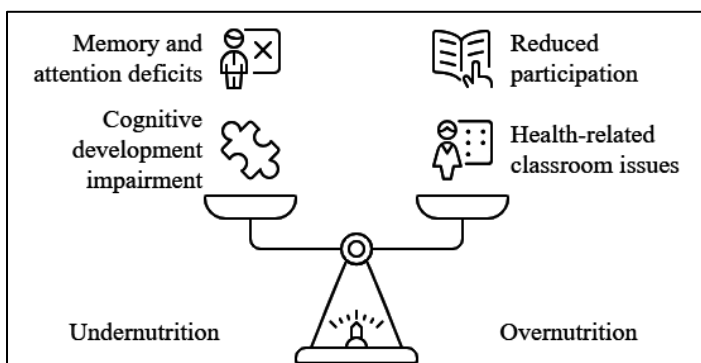 Memory and
attention deficits
Cognitive
development
impairment
Reduced
participation
Health-related
classroom issues
Undernutrition
Overnutrition